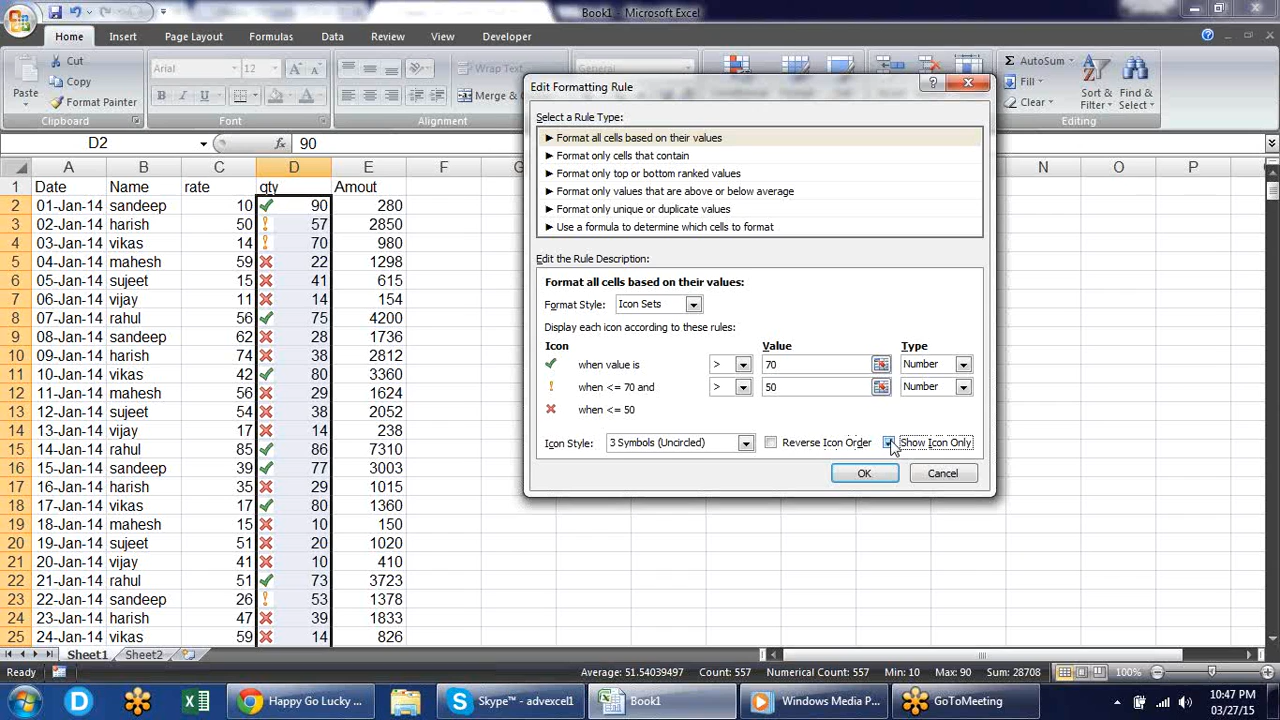 Book1 - Microsoft Excel
Home Insert Page Layout Formulas Data Review View Developer
Cut
Copy
Format Painter
Paste
Clipboard
Arial 12
Font
Wrap Text
Merge &
Alignment
General
AutoSum
Fill
Clear
Sort & Filter
Find & Select
Editing
D2 fx 90
A B C D E F G N O P
1 Date Name rate qty Amout
2 01-Jan-14 sandeep 10 90 280
3 02-Jan-14 harish 50 57 2850
4 03-Jan-14 vikas 14 70 980
5 04-Jan-14 mahesh 59 22 1298
6 05-Jan-14 sujeet 15 41 615
7 06-Jan-14 vijay 11 14 154
8 07-Jan-14 rahul 56 75 4200
9 08-Jan-14 sandeep 62 28 1736
10 09-Jan-14 harish 74 38 2812
11 10-Jan-14 vikas 42 80 3360
12 11-Jan-14 mahesh 56 29 1624
13 12-Jan-14 sujeet 54 38 2052
14 13-Jan-14 vijay 17 14 238
15 14-Jan-14 rahul 85 86 7310
16 15-Jan-14 sandeep 39 77 3003
17 16-Jan-14 harish 35 29 1015
18 17-Jan-14 vikas 17 80 1360
19 18-Jan-14 mahesh 15 10 150
20 19-Jan-14 sujeet 51 20 1020
21 20-Jan-14 vijay 41 10 410
22 21-Jan-14 rahul 51 73 3723
23 22-Jan-14 sandeep 26 53 1378
24 23-Jan-14 harish 47 39 1833
25 24-Jan-14 vikas 59 14 826
Edit Formatting Rule
Select a Rule Type:
► Format all cells based on their values
► Format only cells that contain
► Format only top or bottom ranked values
► Format only values that are above or below average
► Format only unique or duplicate values
► Use a formula to determine which cells to format
Edit the Rule Description:
Format all cells based on their values:
Format Style: Icon Sets
Display each icon according to these rules:
Icon Value Type
when value is > 70 Number
when <= 70 and > 50 Number
when <= 50
Icon Style: 3 Symbols (Uncircled) Reverse Icon Order Show Icon Only
OK Cancel
Sheet1 Sheet2
Ready Average: 51.54039497 Count: 557 Numerical Count: 557 Min: 10 Max: 90 Sum: 28708 100%
Happy Go Lucky ... Skype™ - advexcel1 Book1 Windows Media P... GoToMeeting
10:47 PM
03/27/15